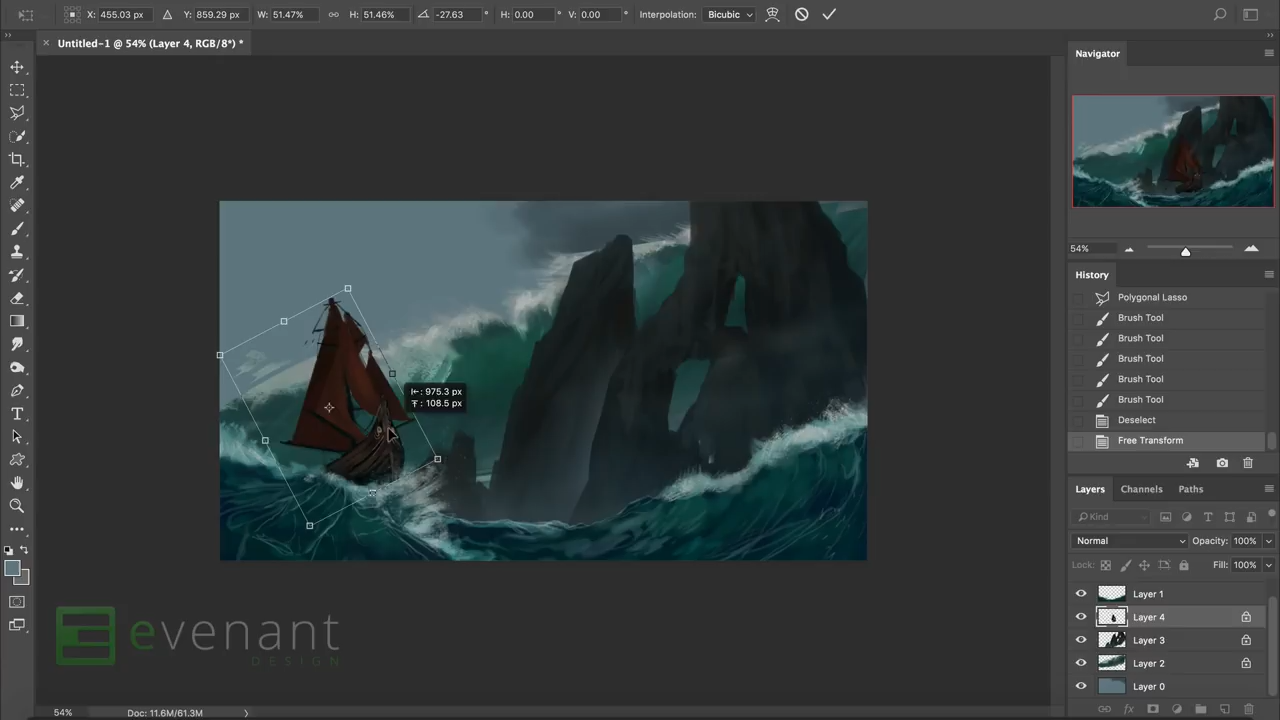 X: 455.03 px Y: 859.29 px W: 51.47% H: 51.46% -27.63 ° H: 0.00 ° V: 0.00 ° Interpolation: Bicubic
Untitled-1 @ 54% (Layer 4, RGB/8*) *
Navigator
54%
History
Polygonal Lasso
Brush Tool
Brush Tool
Brush Tool
Brush Tool
Brush Tool
Deselect
Free Transform
: 975.3 px
: 108.5 px
Layers Channels Paths
Kind
Normal Opacity: 100%
Lock: Fill: 100%
Layer 1
Layer 4
Layer 3
Layer 2
Layer 0
fx
evenant
DESIGN
54% Doc: 11.6M/61.3M